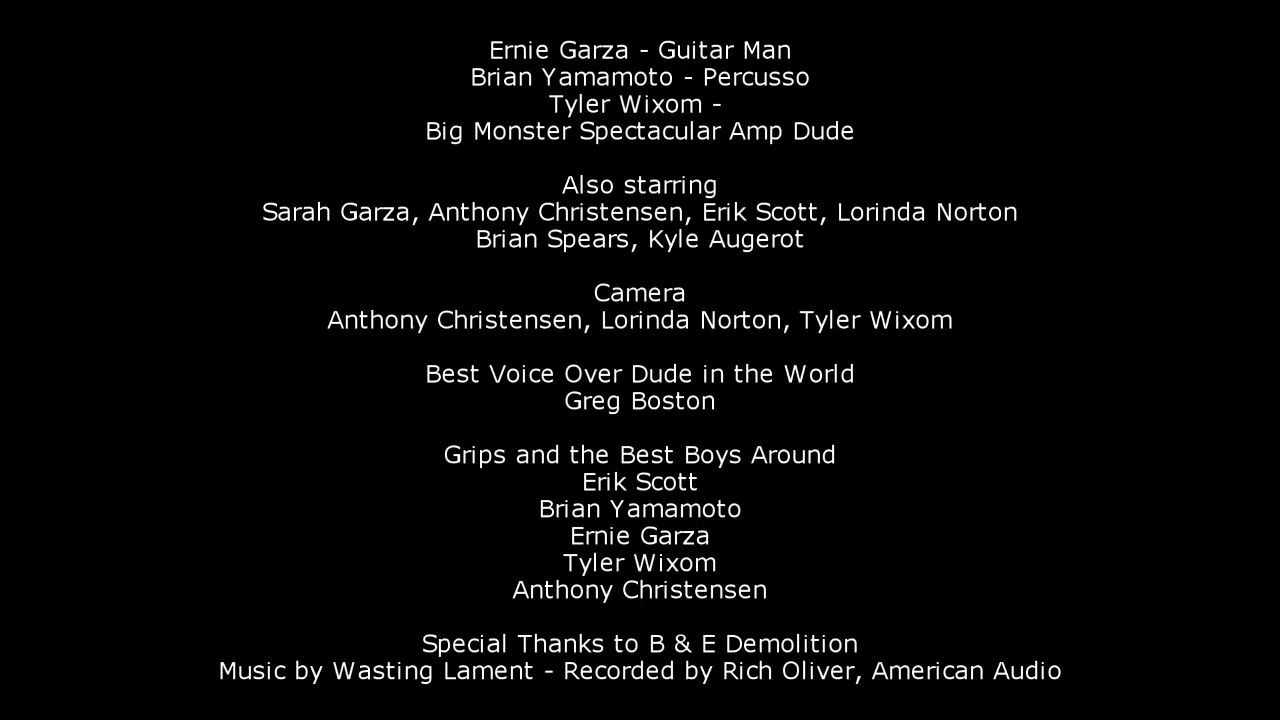 Ernie Garza - Guitar Man
Brian Yamamoto - Percusso
Tyler Wixom -
Big Monster Spectacular Amp Dude
Also starring
Sarah Garza, Anthony Christensen, Erik Scott, Lorinda Norton
Brian Spears, Kyle Augerot
Camera
Anthony Christensen, Lorinda Norton, Tyler Wixom
Best Voice Over Dude in the World
Greg Boston
Grips and the Best Boys Around
Erik Scott
Brian Yamamoto
Ernie Garza
Tyler Wixom
Anthony Christensen
Special Thanks to B & E Demolition
Music by Wasting Lament - Recorded by Rich Oliver, American Audio